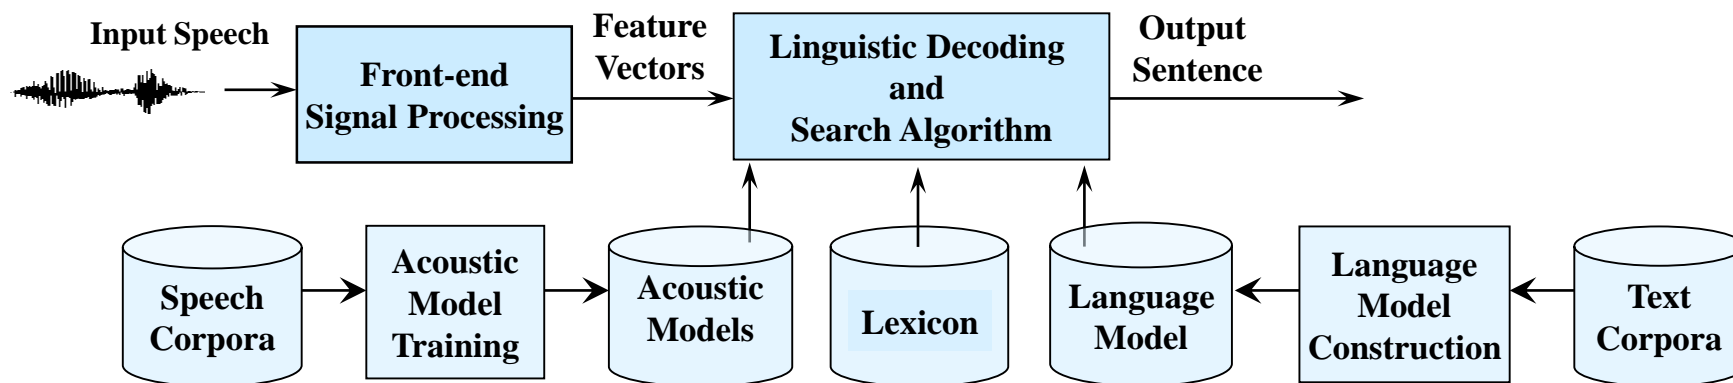 Input Speech
Front-end
Signal Processing
Feature
Vectors
Linguistic Decoding
and
Search Algorithm
Output
Sentence
Speech
Corpora
Acoustic
Model
Training
Acoustic
Models
Lexicon
Language
Model
Language
Model
Construction
Text
Corpora